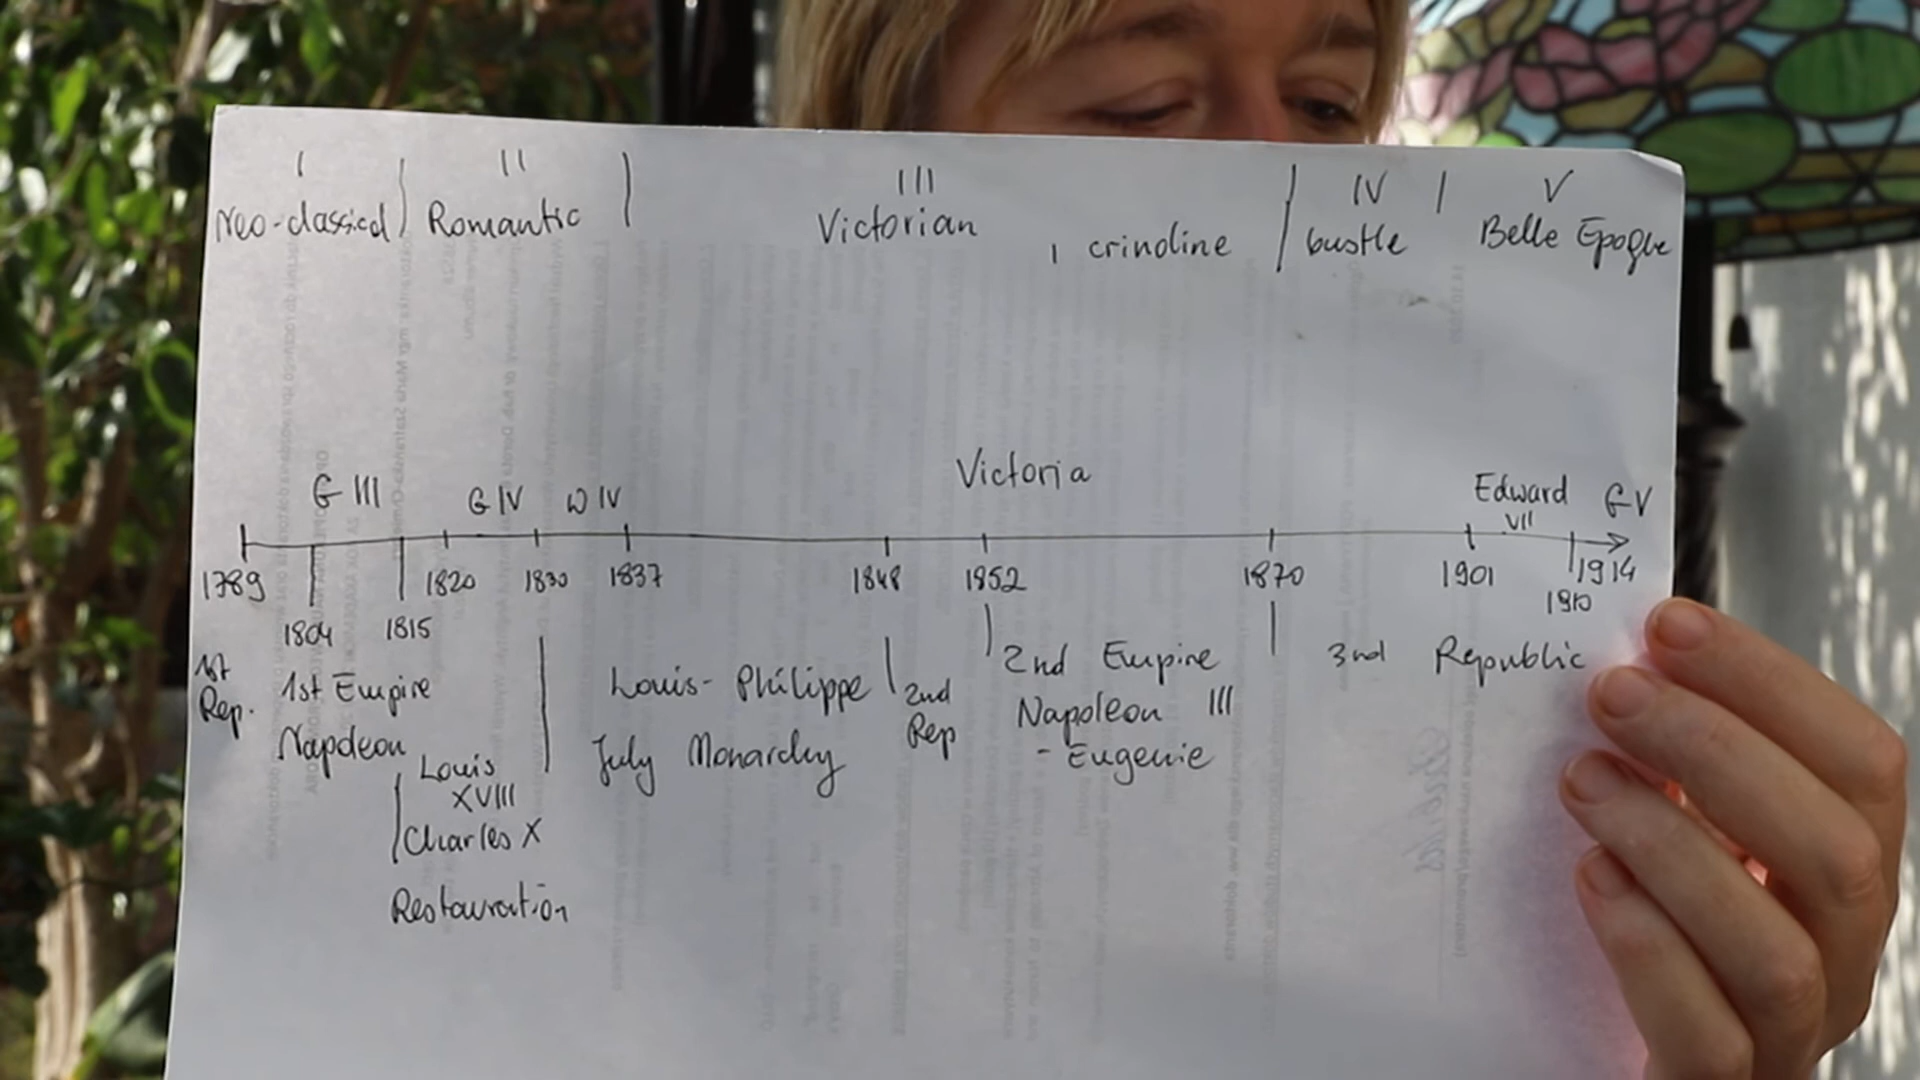 I II III IV V
Neo-classical Romantic Victorian crinoline bustle Belle Epoque
Victoria
G III G IV W IV Edward VII G V
1789 1820 1830 1837 1848 1852 1870 1901 1914
1804 1815 1910
1st Rep.
1st Empire
Napoleon
Louis XVIII
Charles X
Restauration
Louis-Philippe
July Monarchy
2nd Rep
2nd Empire
Napoleon III
- Eugenie
3rd Republic